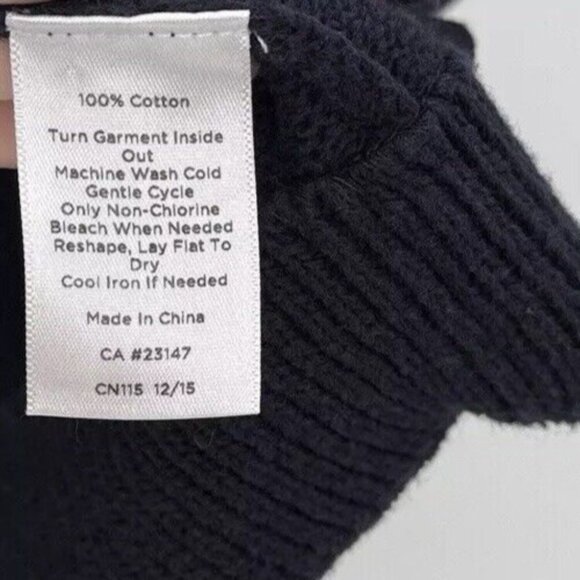 100% Cotton
Turn Garment Inside
Out
Machine Wash Cold
Gentle Cycle
Only Non-Chlorine
Bleach When Needed
Reshape, Lay Flat To
Dry
Cool Iron If Needed
Made In China
CA #23147
CN115 12/15